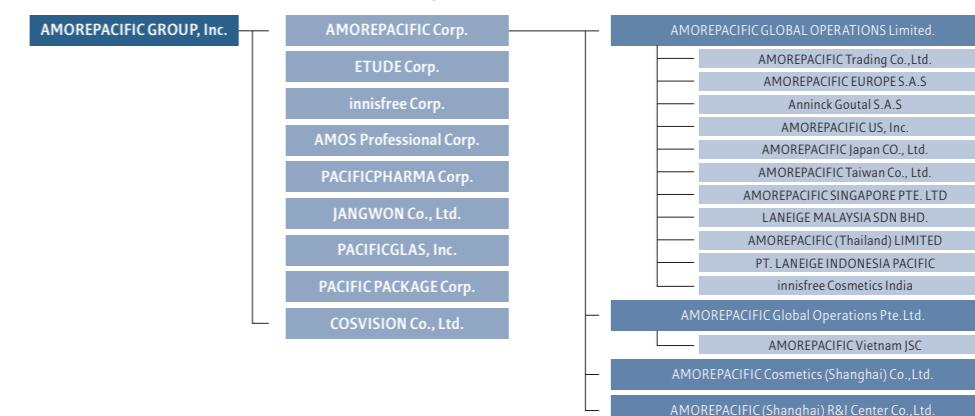 AMOREPACIFIC GROUP, Inc.
AMOREPACIFIC Corp.
ETUDE Corp.
innisfree Corp.
AMOS Professional Corp.
PACIFICPHARMA Corp.
JANGWON Co., Ltd.
PACIFICGLAS, Inc.
PACIFIC PACKAGE Corp.
COSVISION Co., Ltd.
AMOREPACIFIC GLOBAL OPERATIONS Limited.
AMOREPACIFIC Trading Co.,Ltd.
AMOREPACIFIC EUROPE S.A.S
Anninck Goutal S.A.S
AMOREPACIFIC US, Inc.
AMOREPACIFIC Japan CO., Ltd.
AMOREPACIFIC Taiwan Co., Ltd.
AMOREPACIFIC SINGAPORE PTE. LTD
LANEIGE MALAYSIA SDN BHD.
AMOREPACIFIC (Thailand) LIMITED
PT. LANEIGE INDONESIA PACIFIC
innisfree Cosmetics India
AMOREPACIFIC Global Operations Pte.Ltd.
AMOREPACIFIC Vietnam JSC
AMOREPACIFIC Cosmetics (Shanghai) Co.,Ltd.
AMOREPACIFIC (Shanghai) R&I Center Co.,Ltd.